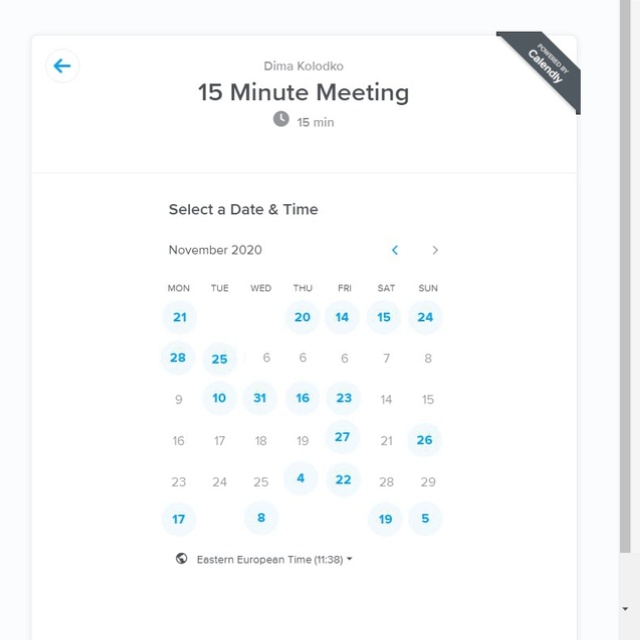 POWERED BY
Calendly
Dima Kolodko
15 Minute Meeting
15 min
Select a Date & Time
November 2020
MON TUE WED THU FRI SAT SUN
21 20 14 15 24
28 25 6 6 6 7 8
9 10 31 16 23 14 15
16 17 18 19 27 21 26
23 24 25 4 22 28 29
17 8 19 5
Eastern European Time (11:38)